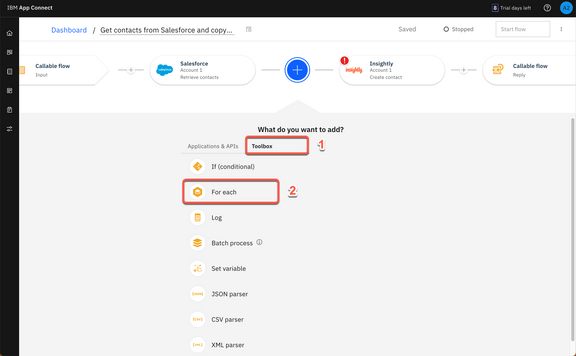 IBM App Connect
Trial days left
AZ
Dashboard / Get contacts from Salesforce and copy...
Saved
Stopped
Start flow
Callable flow
Input
Salesforce
Account 1
Retrieve contacts
insightly
Insightly
Account 1
Create contact
Callable flow
Reply
What do you want to add?
Applications & APIs
Toolbox
1
If (conditional)
For each
2
Log
Batch process
Set variable
JSON parser
CSV parser
XML parser